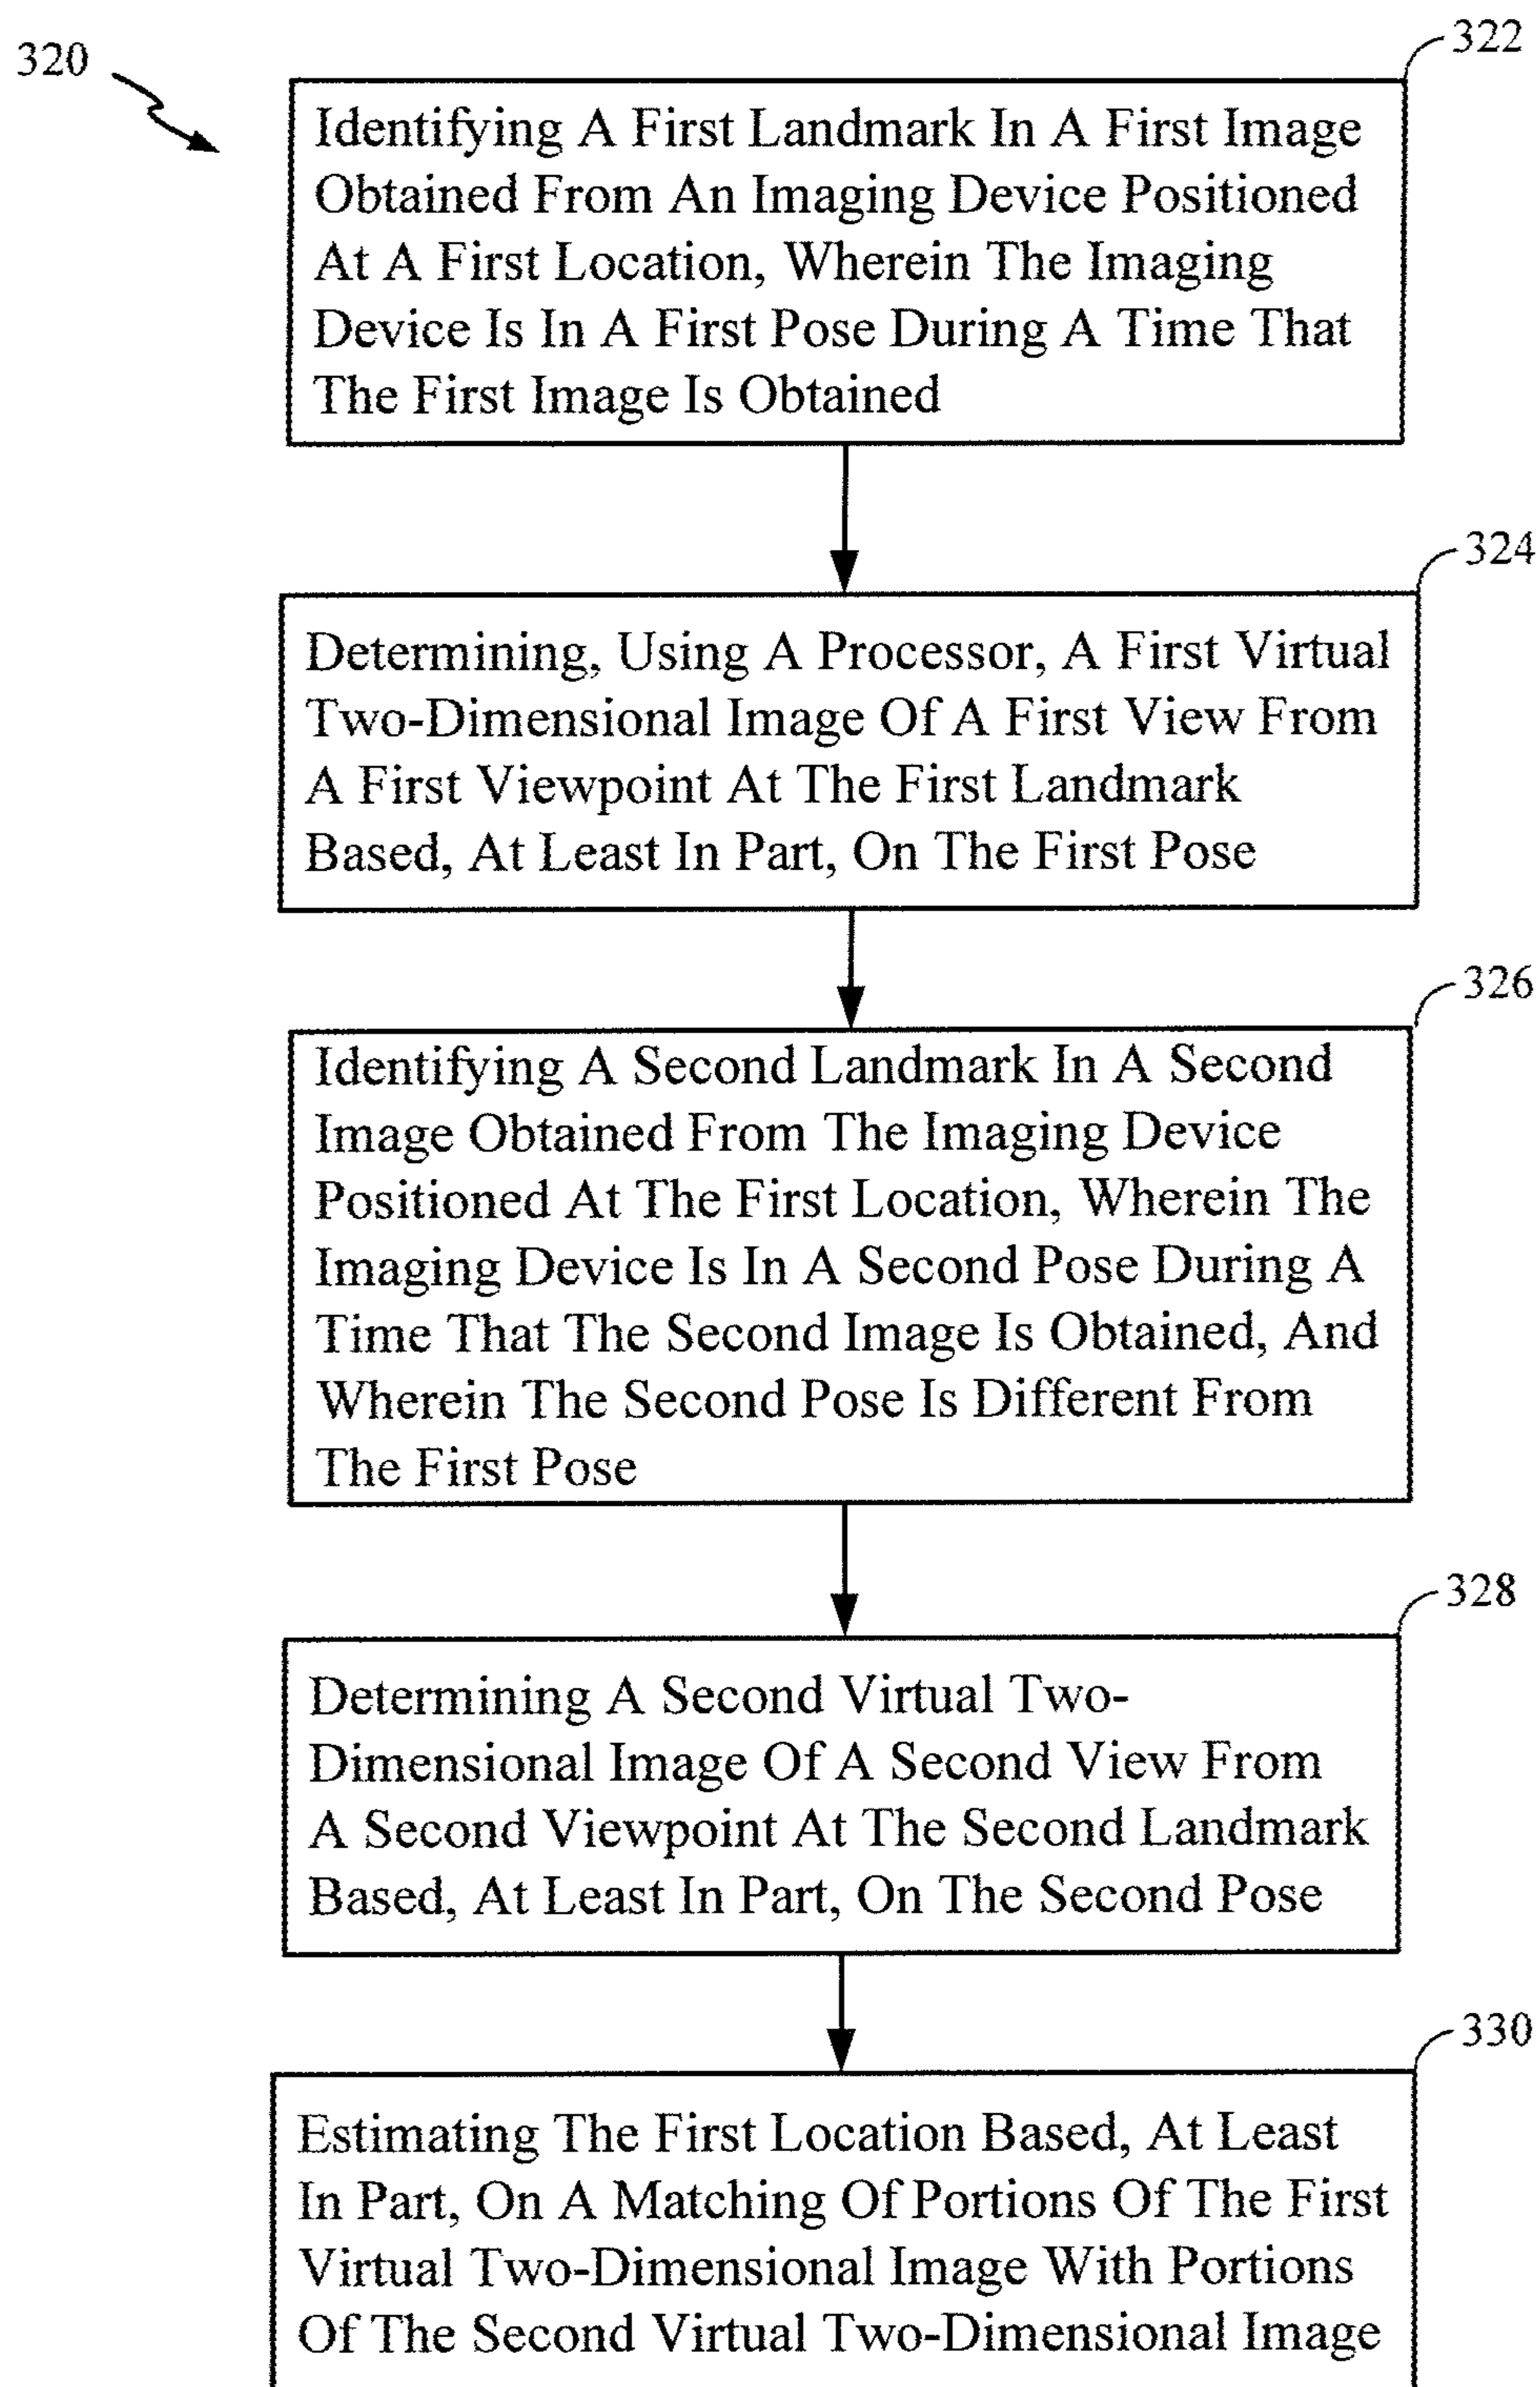 320
322
Identifying A First Landmark In A First Image
Obtained From An Imaging Device Positioned
At A First Location, Wherein The Imaging
Device Is In A First Pose During A Time That
The First Image Is Obtained
324
Determining, Using A Processor, A First Virtual
Two-Dimensional Image Of A First View From
A First Viewpoint At The First Landmark
Based, At Least In Part, On The First Pose
326
Identifying A Second Landmark In A Second
Image Obtained From The Imaging Device
Positioned At The First Location, Wherein The
Imaging Device Is In A Second Pose During A
Time That The Second Image Is Obtained, And
Wherein The Second Pose Is Different From
The First Pose
328
Determining A Second Virtual Two-
Dimensional Image Of A Second View From
A Second Viewpoint At The Second Landmark
Based, At Least In Part, On The Second Pose
330
Estimating The First Location Based, At Least
In Part, On A Matching Of Portions Of The First
Virtual Two-Dimensional Image With Portions
Of The Second Virtual Two-Dimensional Image